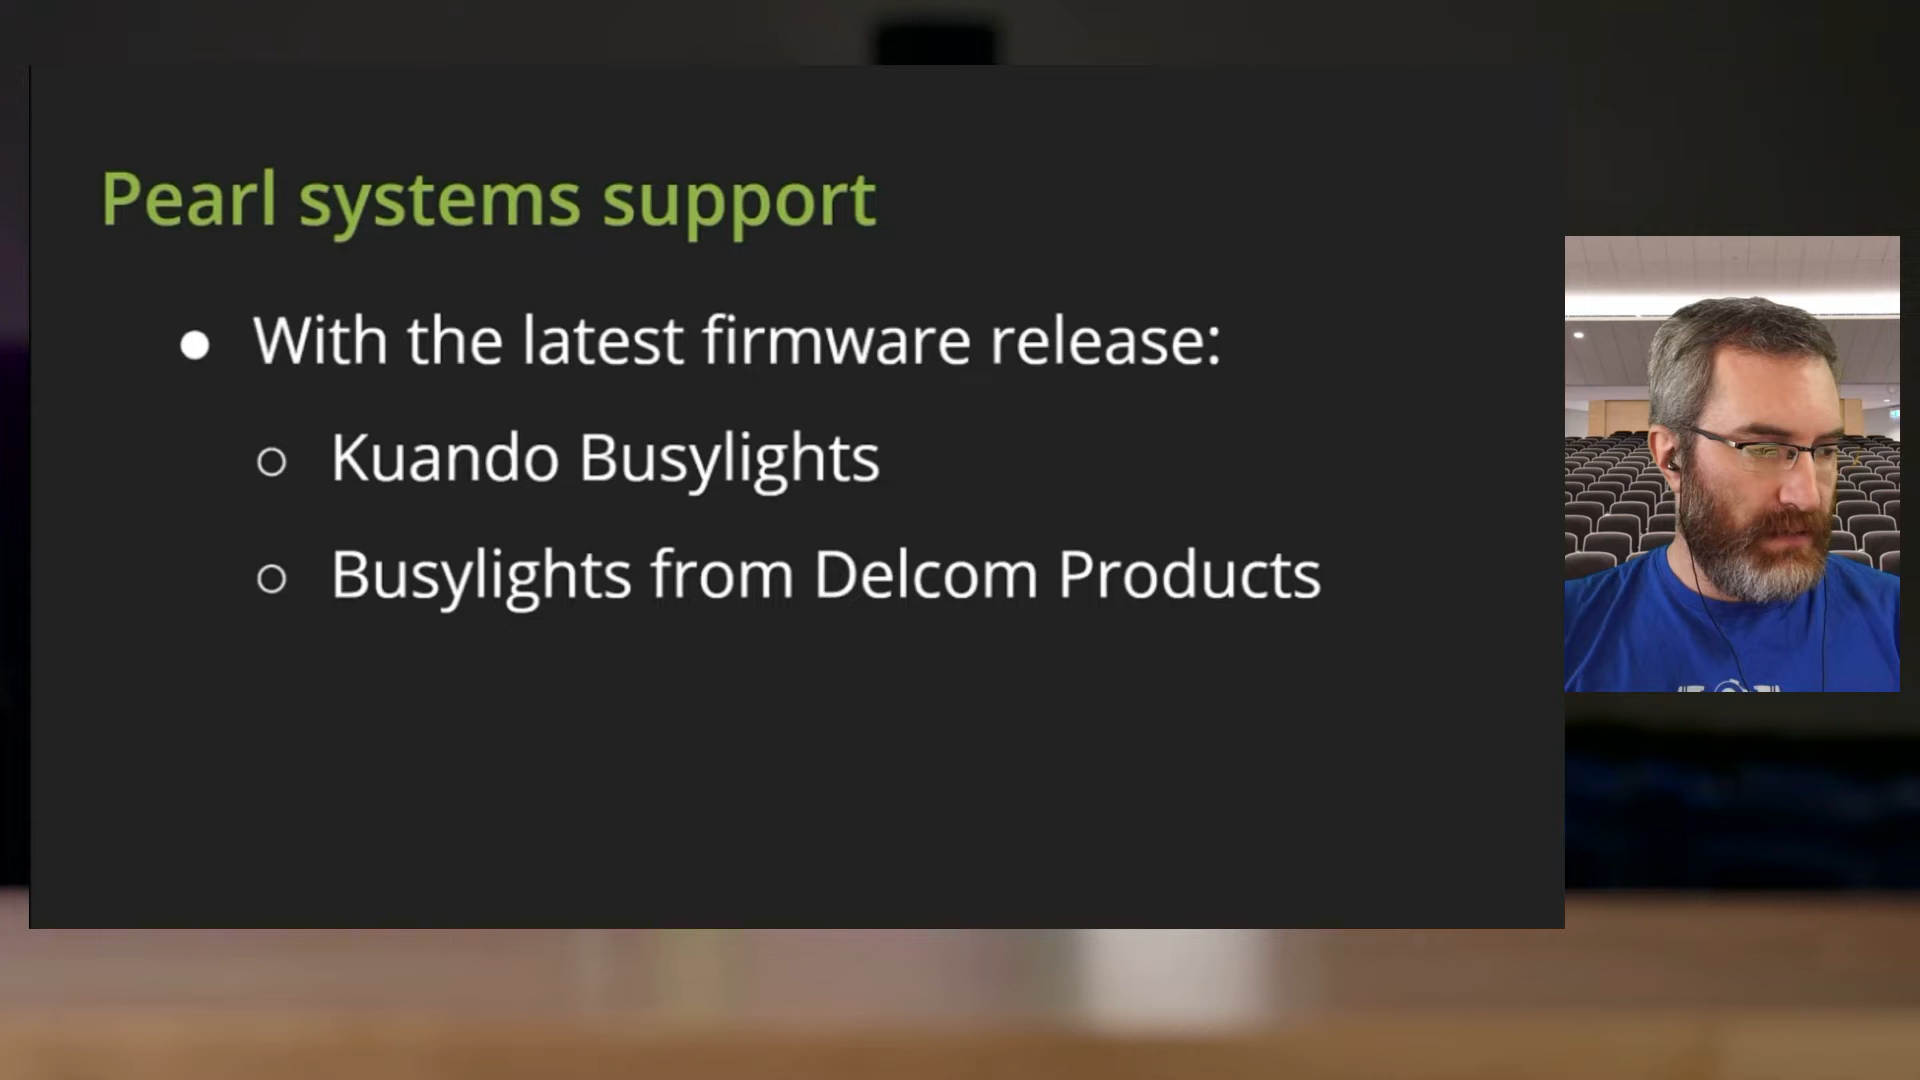 Pearl systems support
● With the latest firmware release:
○ Kuando Busylights
○ Busylights from Delcom Products